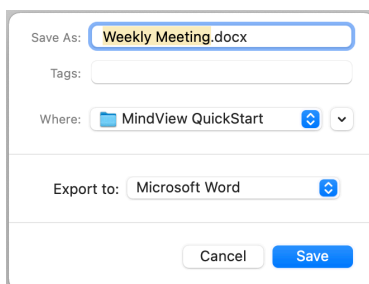 Save As: Weekly Meeting.docx
Tags:
Where: MindView QuickStart
Export to: Microsoft Word
Cancel Save